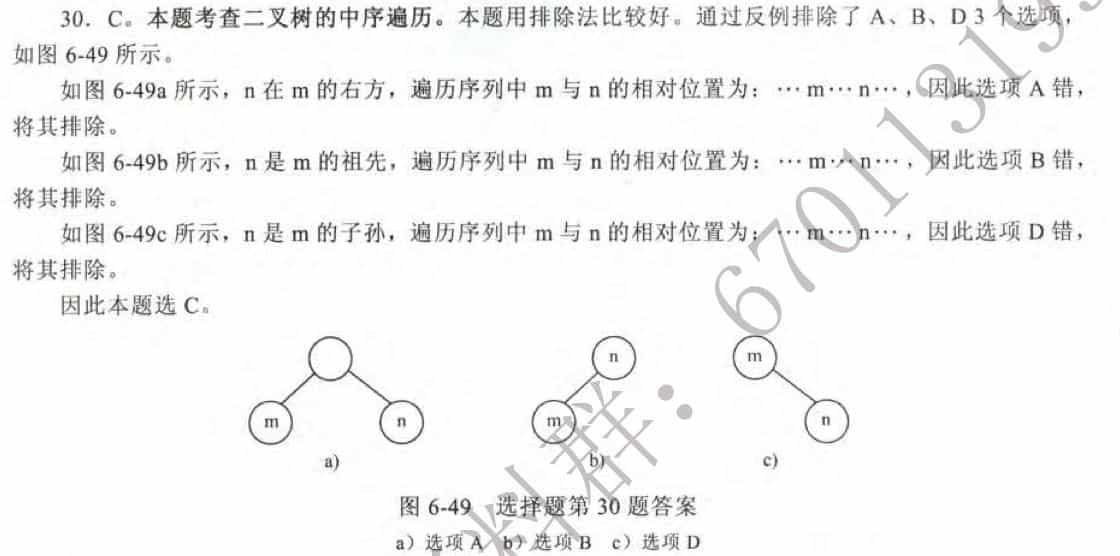 30. C。本题考查二叉树的中序遍历。本题用排除法比较好。通过反例排除了 A、B、D 3 个选项，
如图 6-49 所示。
如图 6-49a 所示，n 在 m 的右方，遍历序列中 m 与 n 的相对位置为：…m…n…，因此选项 A 错，
将其排除。
如图 6-49b 所示，n 是 m 的祖先，遍历序列中 m 与 n 的相对位置为：…m…n…，因此选项 B 错，
将其排除。
如图 6-49c 所示，n 是 m 的子孙，遍历序列中 m 与 n 的相对位置为：…m…n…，因此选项 D 错，
将其排除。
因此本题选 C。
n m
m n m n
a) b) c)
图 6-49 选择题第 30 题答案
a）选项 A b）选项 B c）选项 D
料群：67011319